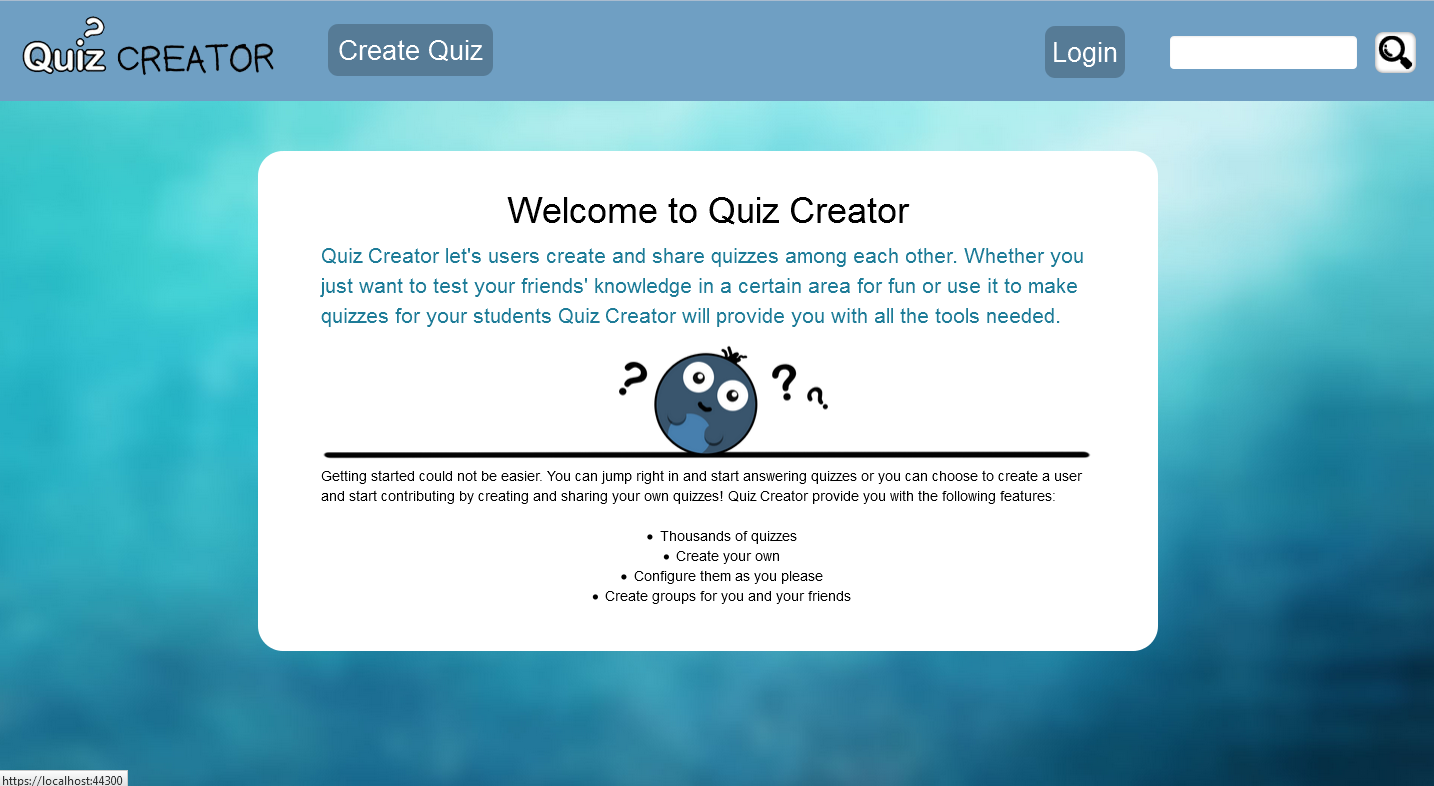 Quiz CREATOR
Create Quiz
Login
Welcome to Quiz Creator
Quiz Creator let's users create and share quizzes among each other. Whether you
just want to test your friends' knowledge in a certain area for fun or use it to make
quizzes for your students Quiz Creator will provide you with all the tools needed.
? ? ?
Getting started could not be easier. You can jump right in and start answering quizzes or you can choose to create a user
and start contributing by creating and sharing your own quizzes! Quiz Creator provide you with the following features:
• Thousands of quizzes
• Create your own
• Configure them as you please
• Create groups for you and your friends
https://localhost:44300